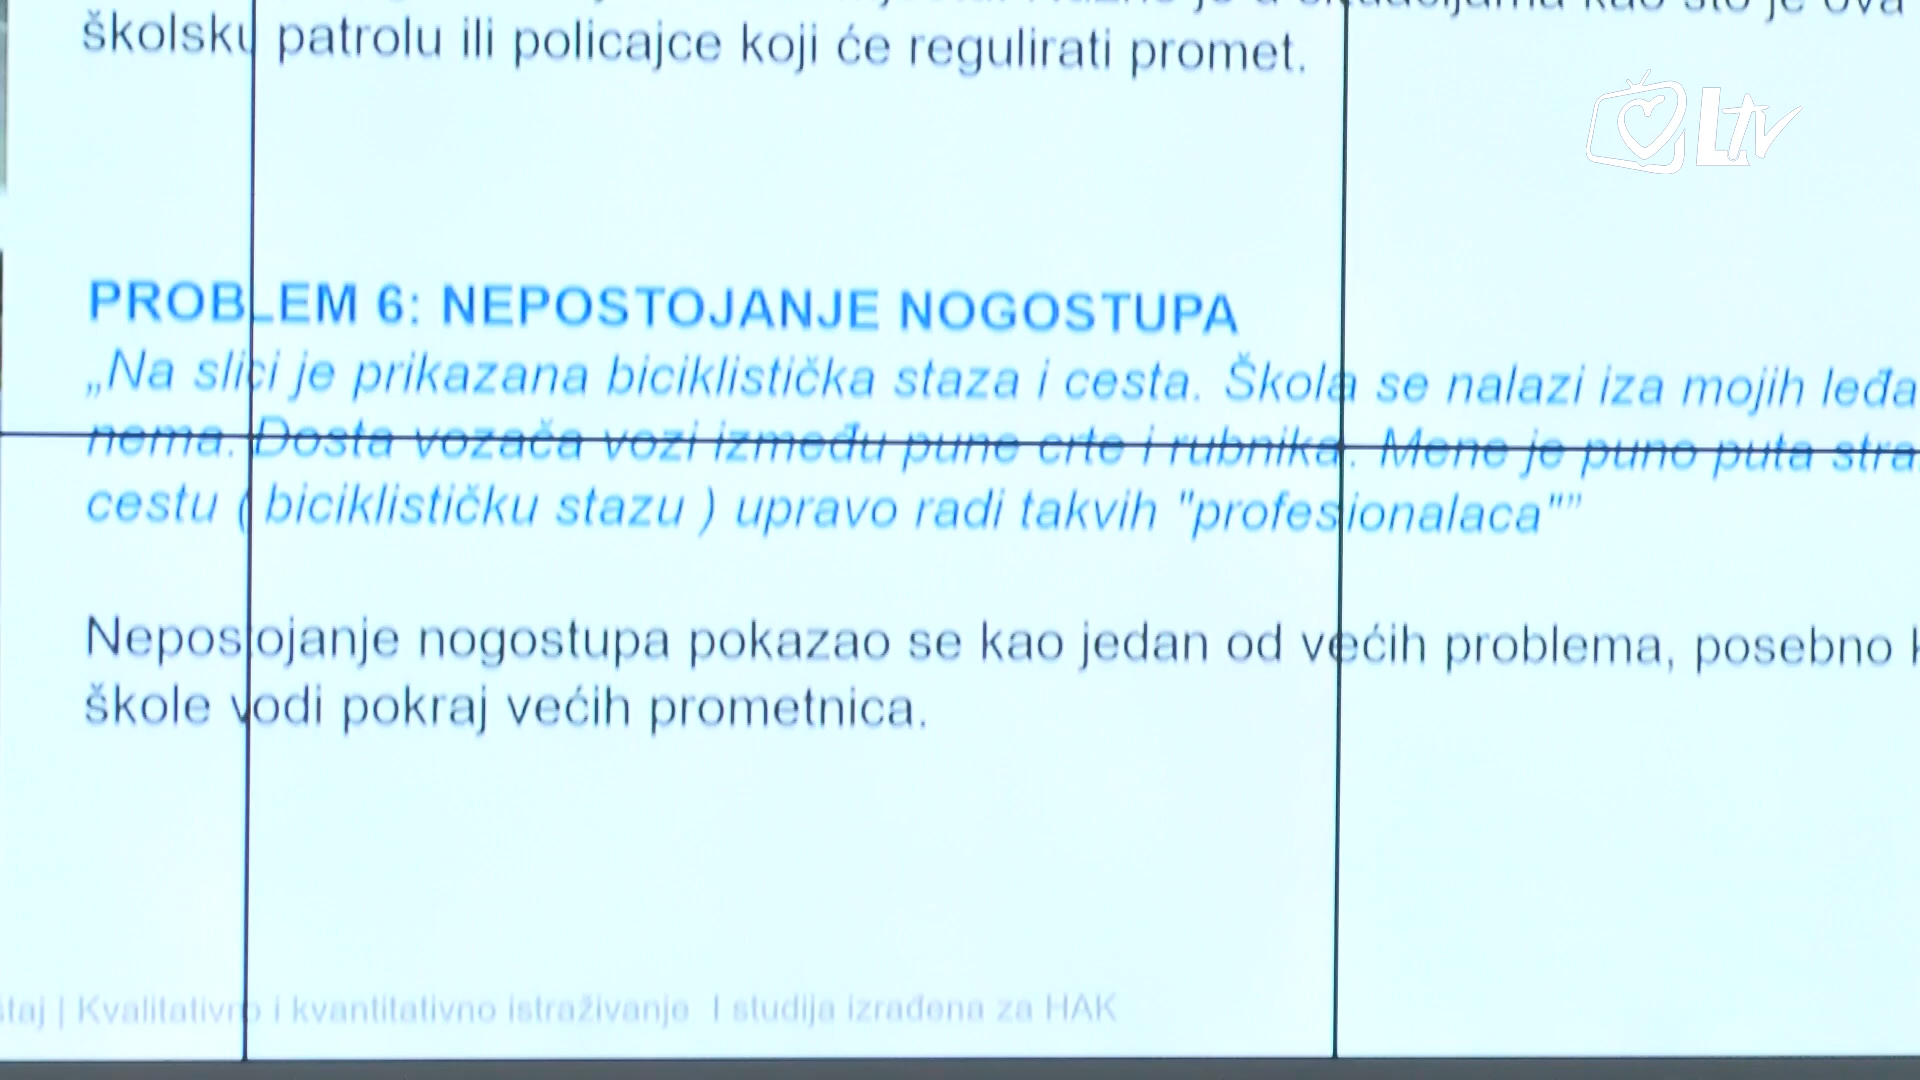 školsku patrolu ili policajce koji će regulirati promet.
LTV
PROBLEM 6: NEPOSTOJANJE NOGOSTUPA
„Na slici je prikazana biciklistička staza i cesta. Škola se nalazi iza mojih leđa
nema. Dosta vozača vozi između pune crte i rubnika. Mene je puno puta
cestu ( biciklističku stazu ) upravo radi takvih "profesionalaca"”
Nepostojanje nogostupa pokazao se kao jedan od većih problema, posebno
škole vodi pokraj većih prometnica.
| Kvalitativno i kvantitativno istraživanje I studija izrađena za HAK